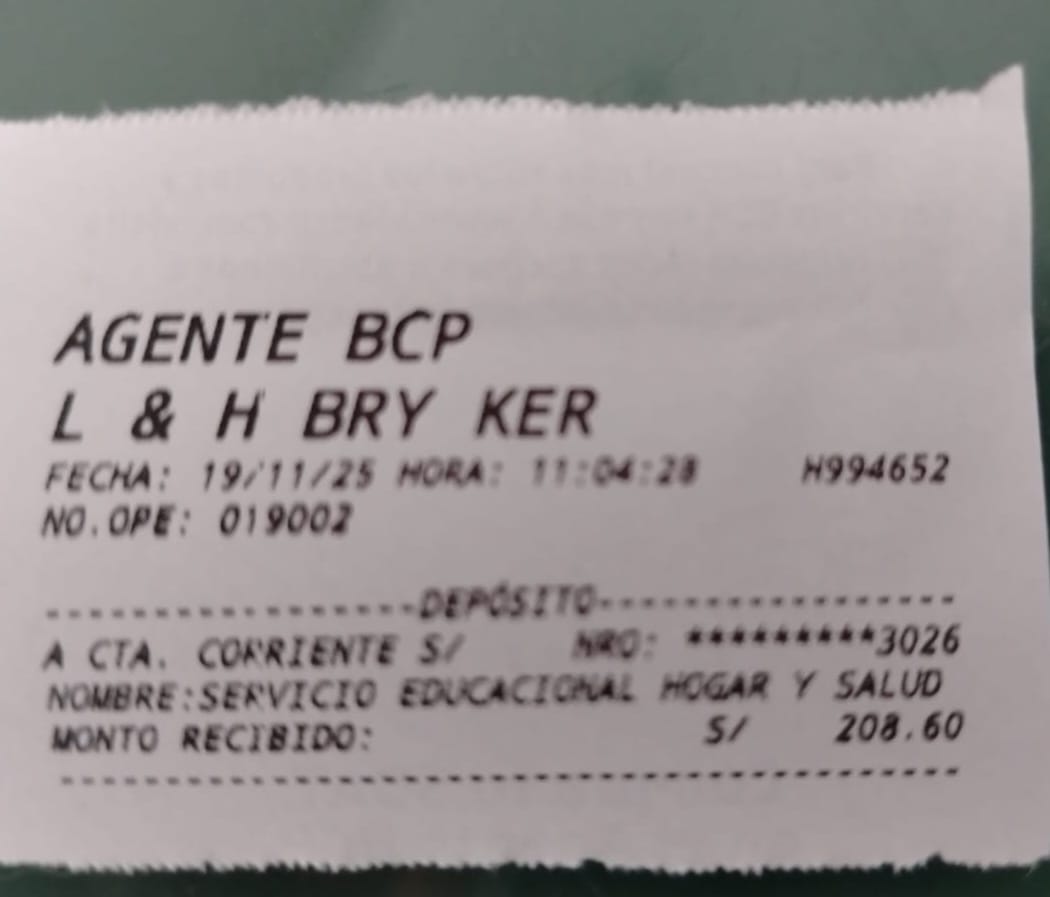 AGENTE BCP
L & H BRY KER
FECHA: 19/11/25 HORA: 11:04:28 H994652
NO.OPE: 019002
-----------------DEPÓSITO-----------------
A CTA. CORRIENTE S/ NRO: *********3026
NOMBRE:SERVICIO EDUCACIONAL HOGAR Y SALUD
MONTO RECIBIDO: S/ 208.60
------------------------------------------